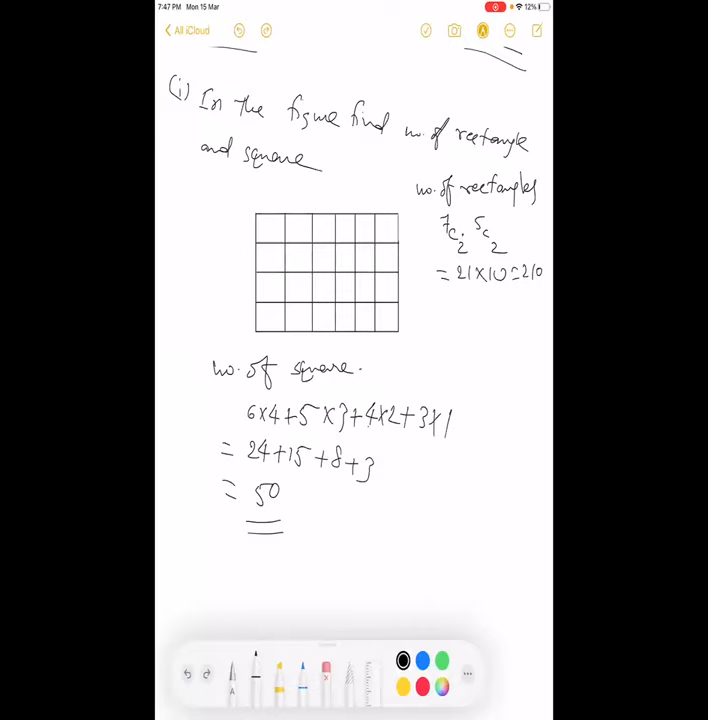 7:47 PM Mon 15 Mar
12%
All iCloud
(i) In the figure find no. of rectangle
and square
no. of rectangles
7c2 . 5c2
= 21×10 = 210
no. of square.
6×4+5×3+4×2+3×1
= 24+15+8+3
= 50
A